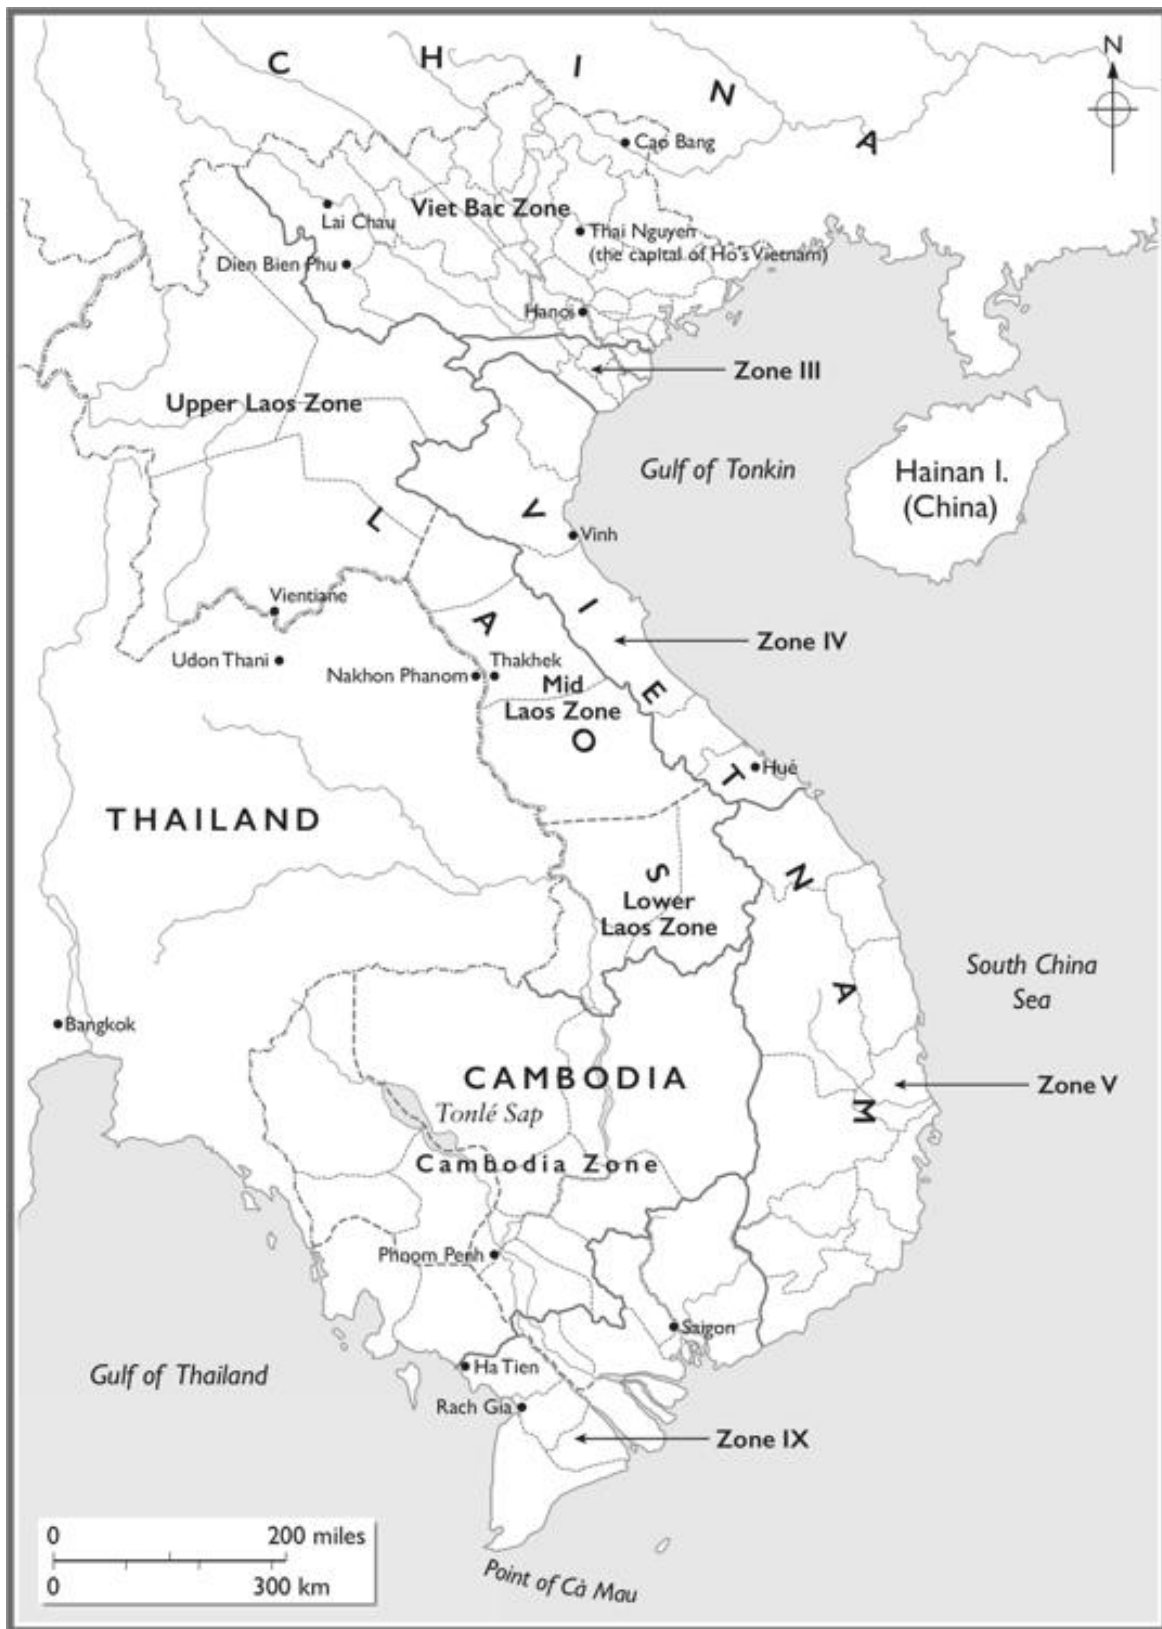 CHINA
N
Cao Bang
Viet Bac Zone
Lai Chau
Thai Nguyen
(the capital of Hô's Vietnam)
Dien Bien Phu
Hanoi
Zone III
Upper Laos Zone
Gulf of Tonkin
Hainan I.
(China)
LAOS
VIETNAM
Vinh
Vientiane
Zone IV
Udon Thani
Nakhon Phanom
Thakhek
Mid
Laos Zone
Hué
THAILAND
Lower
Laos Zone
South China
Sea
Bangkok
CAMBODIA
Zone V
Tonlé Sap
Cambodia Zone
Phnom Penh
Saigon
Gulf of Thailand
Ha Tien
Rach Gia
Zone IX
0 200 miles
0 300 km
Point of Cà Mau